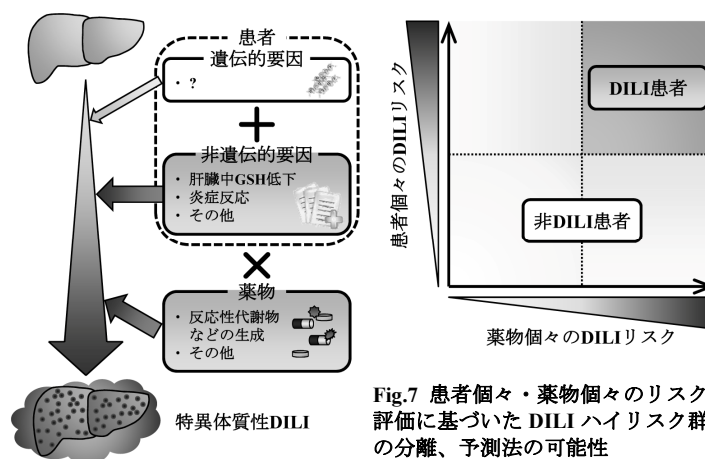 患者
遺伝的要因
・ ?
非遺伝的要因
・ 肝臓中GSH低下
・ 炎症反応
・ その他
薬物
・ 反応性代謝物
などの生成
・ その他
特異体質性DILI
患者個々のDILIリスク
DILI患者
非DILI患者
薬物個々のDILIリスク
Fig.7 患者個々・薬物個々のリスク
評価に基づいた DILI ハイリスク群
の分離、予測法の可能性